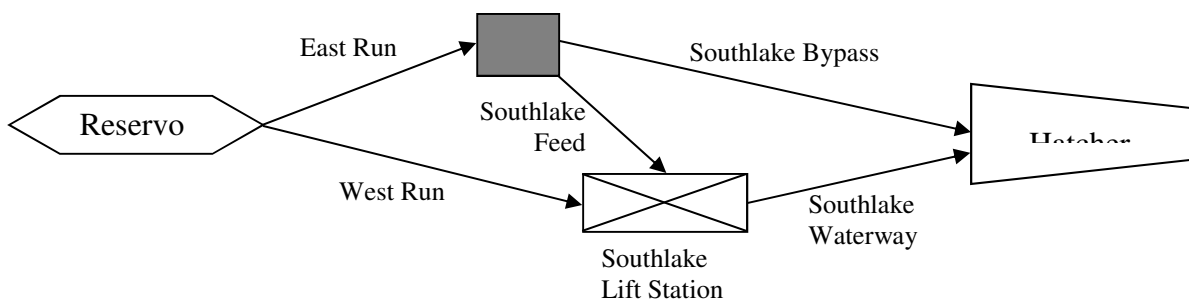 East Run
Southlake Bypass
Reservo
Southlake
Feed
West Run
Southlake
Waterway
Southlake
Lift Station